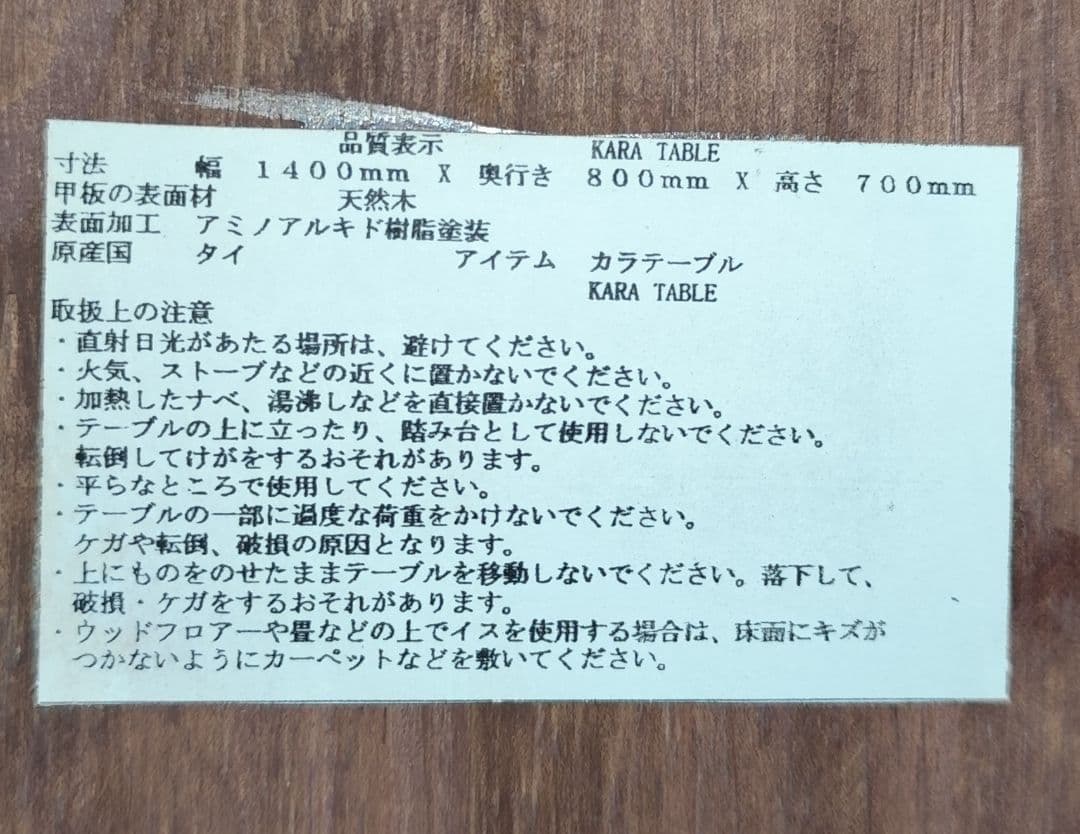 品質表示 KARA TABLE
寸法 幅 1400mm X 奥行き 800mm X 高さ 700mm
甲板の表面材 天然木
表面加工 アミノアルキド樹脂塗装
原産国 タイ アイテム カラテーブル
KARA TABLE
取扱上の注意
・直射日光があたる場所は、避けてください。
・火気、ストーブなどの近くに置かないでください。
・加熱したナベ、湯沸しなどを直接置かないでください。
・テーブルの上に立ったり、踏み台として使用しないでください。
転倒してけがをするおそれがあります。
・平らなところで使用してください。
・テーブルの一部に過度な荷重をかけないでください。
ケガや転倒、破損の原因となります。
・上にものをのせたままテーブルを移動しないでください。落下して、
破損・ケガをするおそれがあります。
・ウッドフロアーや畳などの上でイスを使用する場合は、床面にキズが
つかないようにカーペットなどを敷いてください。